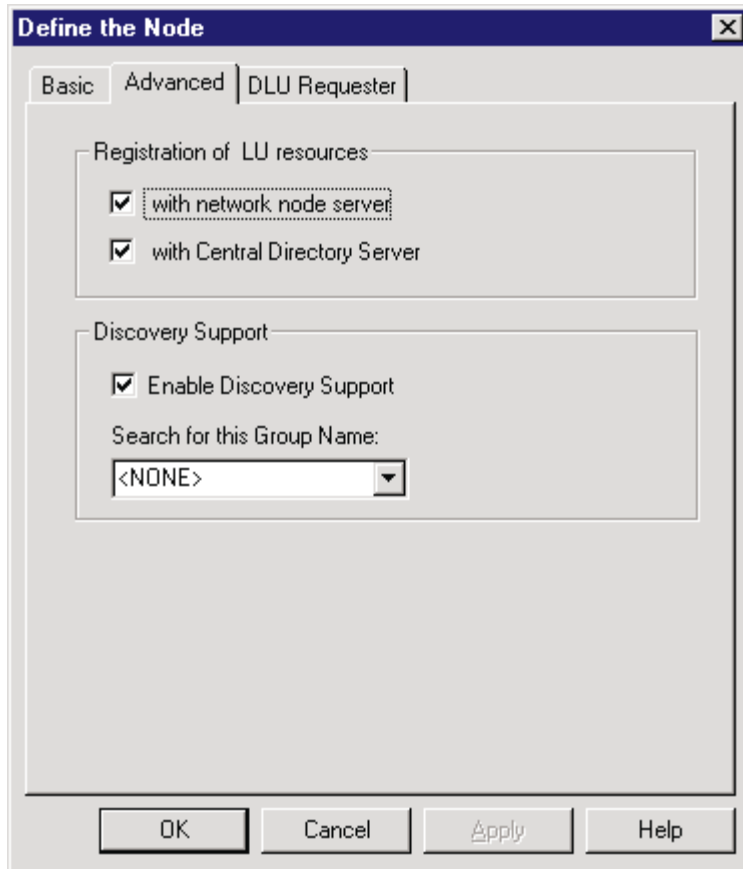 Define the Node
Basic Advanced DLU Requester
Registration of LU resources
with network node server
with Central Directory Server
Discovery Support
Enable Discovery Support
Search for this Group Name:
<NONE>
OK Cancel Apply Help